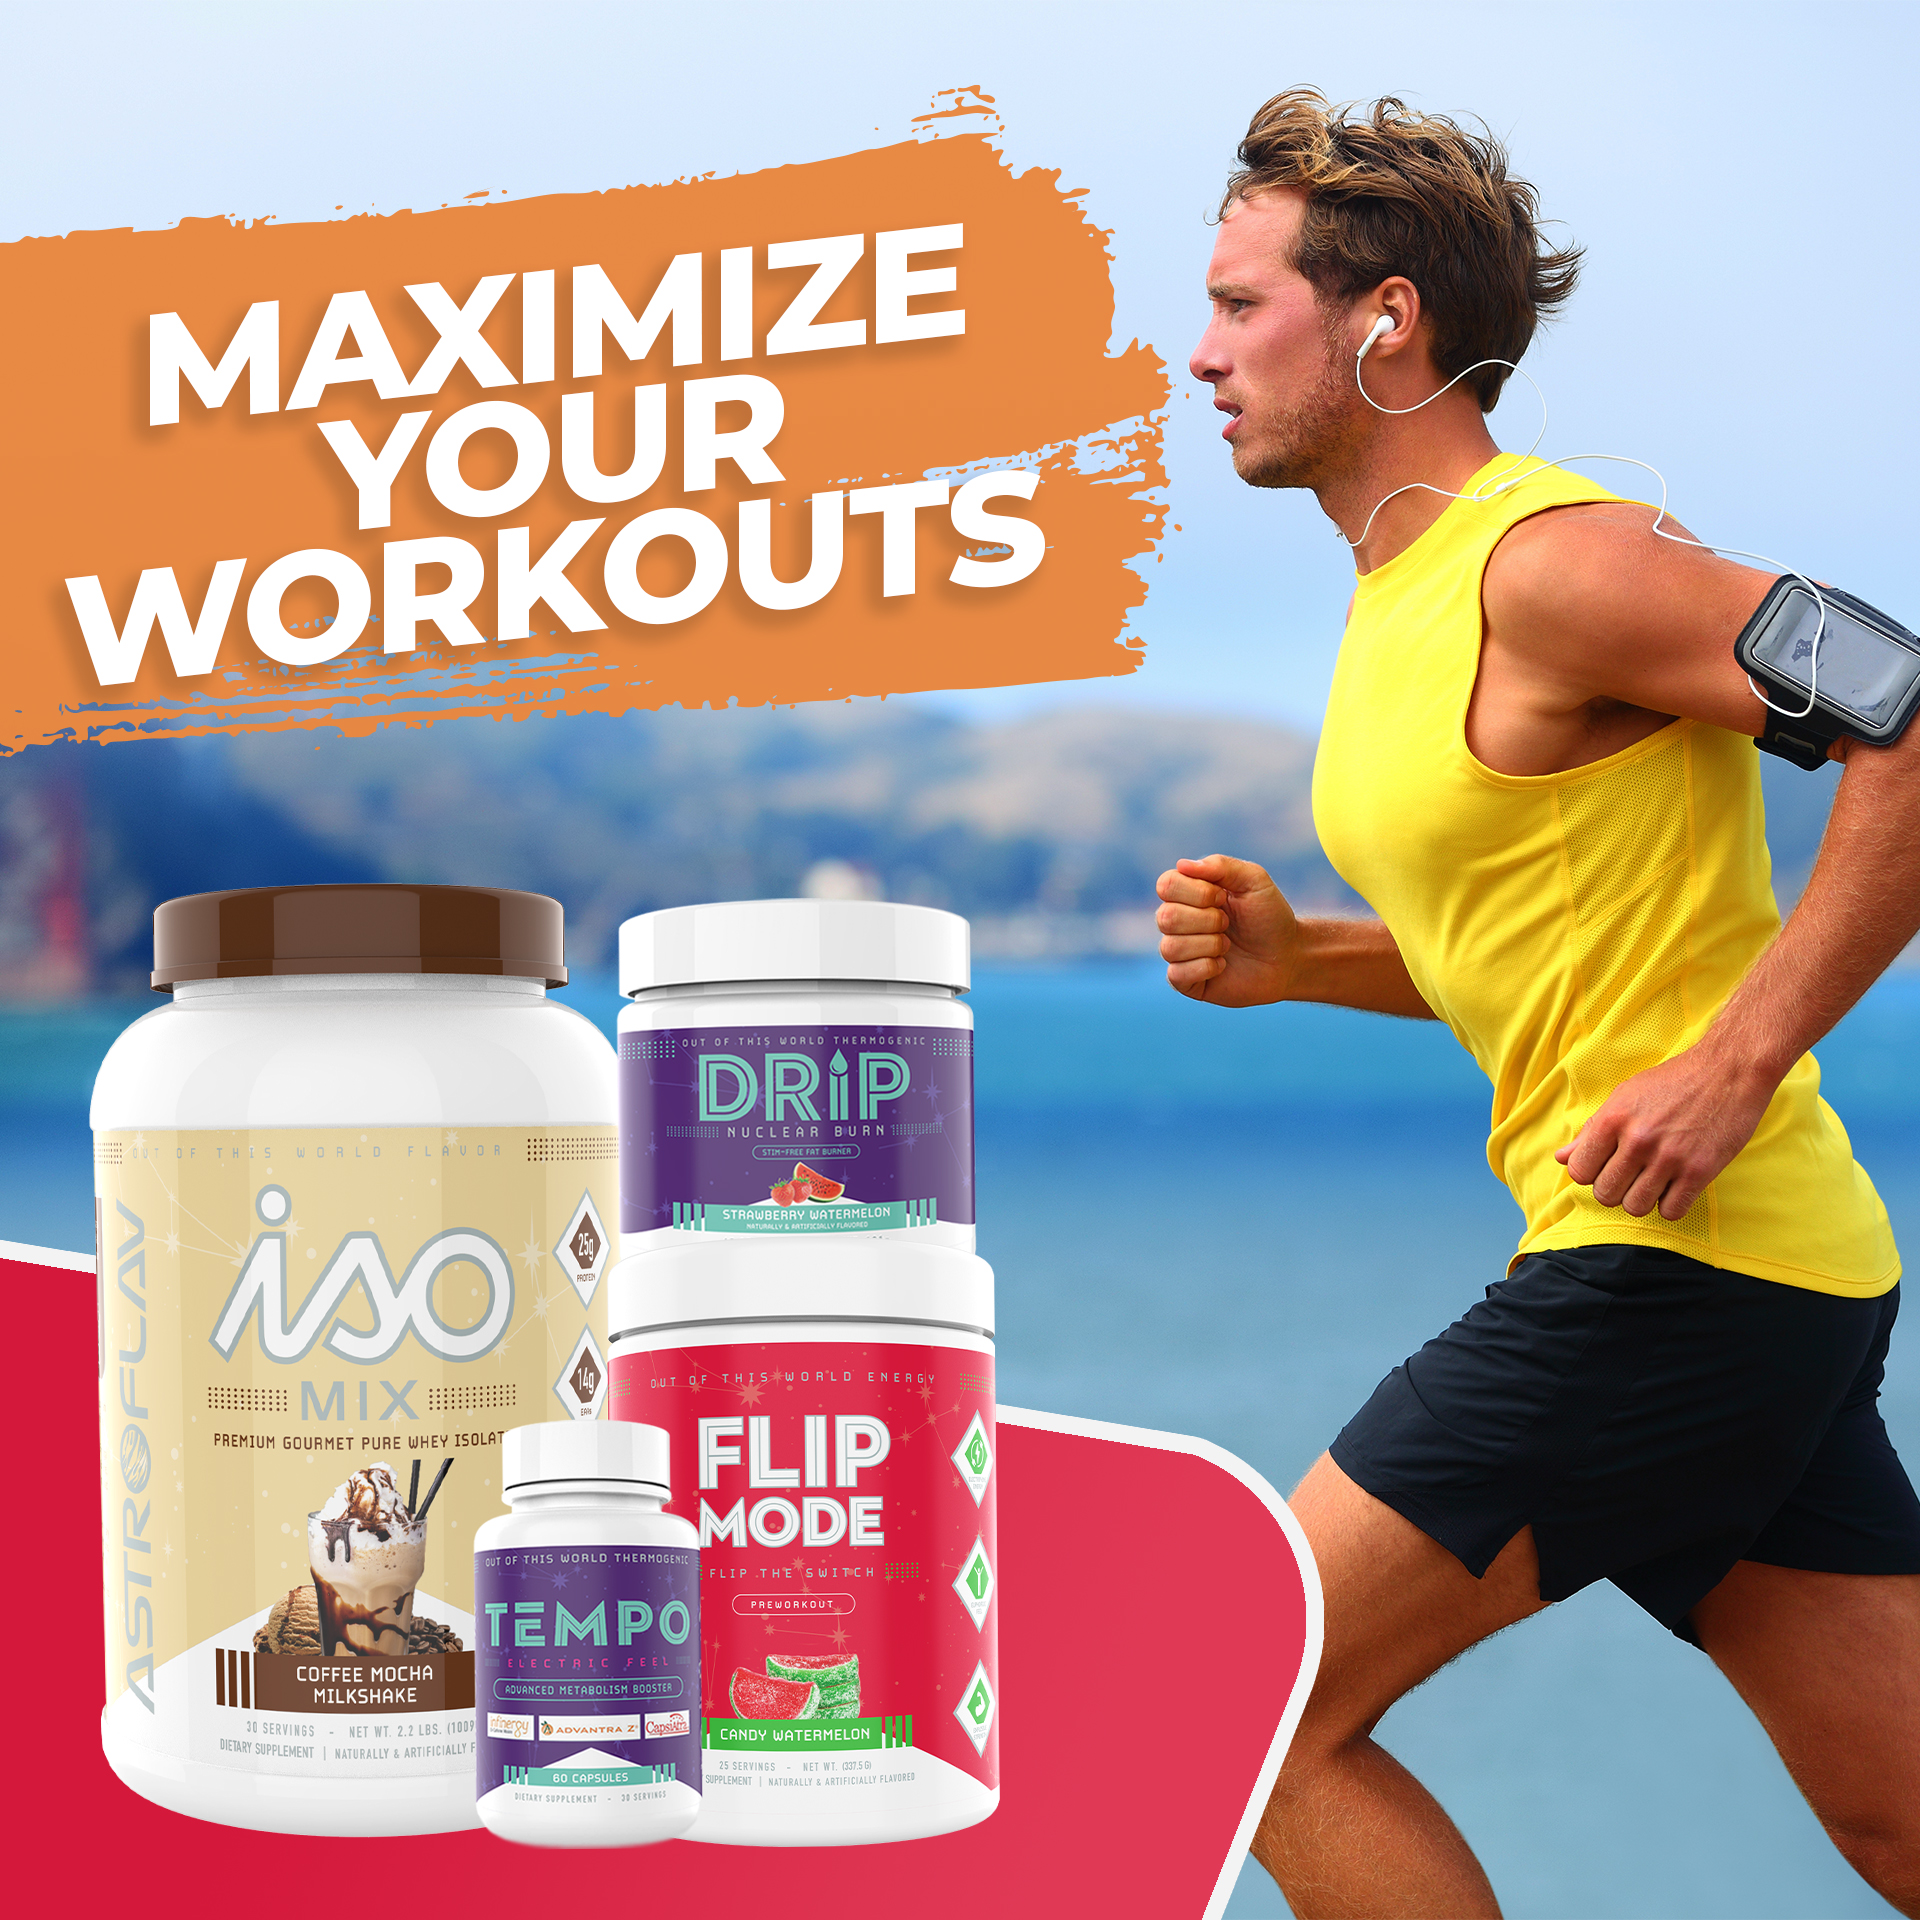 MAXIMIZE
YOUR
WORKOUTS
OUT OF THIS WORLD FLAVOR
ASTROFLAV
iso
MIX
PREMIUM GOURMET PURE WHEY ISOLAT
25g
PROTEIN
14g
EAAs
COFFEE MOCHA
MILKSHAKE
30 SERVINGS - NET WT. 2.2 LBS. (1009
DIETARY SUPPLEMENT | NATURALLY & ARTIFICIALLY F
OUT OF THIS WORLD THERMOGENIC
DRiP
NUCLEAR BURN
STIM-FREE FAT BURNER
STRAWBERRY WATERMELON
NATURALLY & ARTIFICIALLY FLAVORED
OUT OF THIS WORLD ENERGY
FLIP
MODE
FLIP THE SWITCH
PREWORKOUT
CANDY WATERMELON
25 SERVINGS - NET WT. (337.5 G)
SUPPLEMENT | NATURALLY & ARTIFICIALLY FLAVORED
OUT OF THIS WORLD THERMOGENIC
TEMPO
ELECTRIC FEEL
ADVANCED METABOLISM BOOSTER
infinergy
ADVANTRA Z
CapsiAtra
60 CAPSULES
DIETARY SUPPLEMENT - 30 SERVINGS